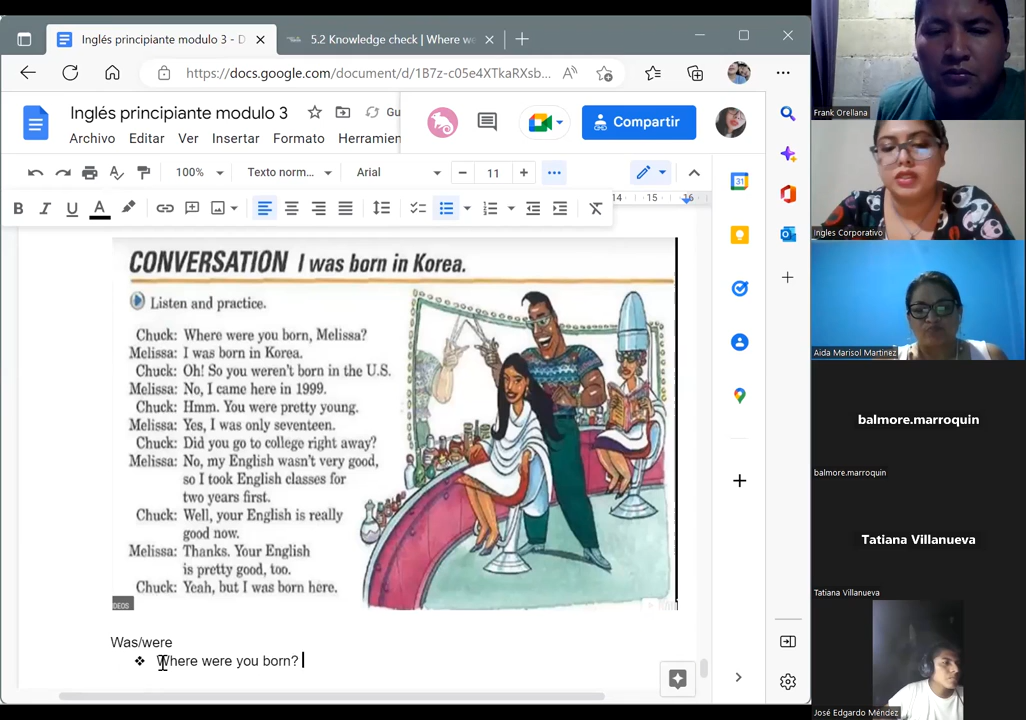 Inglés principiante modulo 3 - D
5.2 Knowledge check | Where we
https://docs.google.com/document/d/1B7z-c05e4XTkaRXsb...
Inglés principiante modulo 3
Gu
Compartir
Archivo Editar Ver Insertar Formato Herramien
100% Texto norm... Arial 11
14 15 16
CONVERSATION I was born in Korea.
Listen and practice.
Chuck: Where were you born, Melissa?
Melissa: I was born in Korea.
Chuck: Oh! So you weren't born in the U.S.
Melissa: No, I came here in 1999.
Chuck: Hmm. You were pretty young.
Melissa: Yes, I was only seventeen.
Chuck: Did you go to college right away?
Melissa: No, my English wasn't very good,
so I took English classes for
two years first.
Chuck: Well, your English is really
good now.
Melissa: Thanks. Your English
is pretty good, too.
Chuck: Yeah, but I was born here.
DEOS
Was/were
Where were you born?
Frank Orellana
Ingles Corporativo
Aida Marisol Martinez
balmore.marroquin
balmore.marroquin
Tatiana Villanueva
Tatiana Villanueva
José Edgardo Méndez